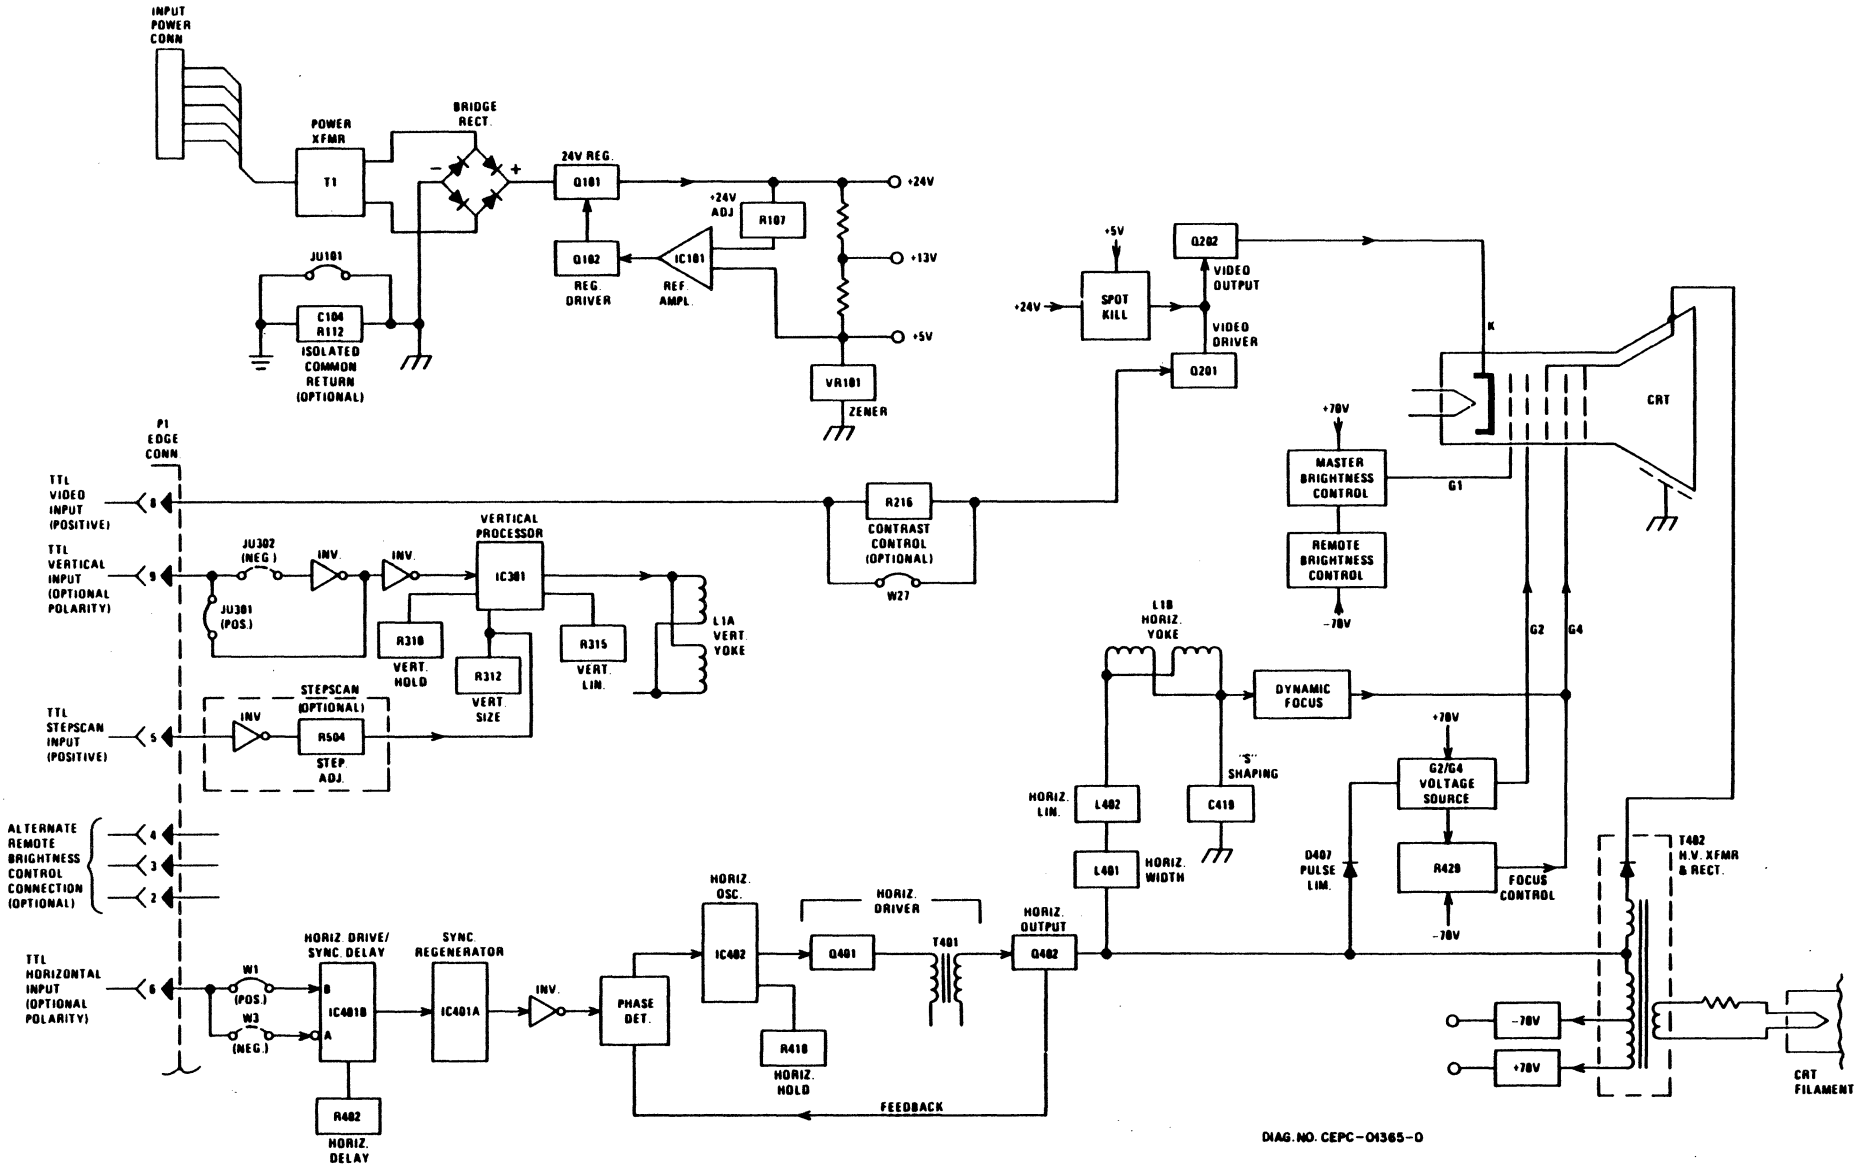 INPUT
POWER
CONN
POWER
XFMR
T1
BRIDGE
RECT.
−
+
24V REG.
Q101
Q102
REG.
DRIVER
+24V
ADJ
R107
IC101
REF.
AMPL.
+24V
+13V
+5V
VR101
ZENER
JU101
C104
R112
ISOLATED
COMMON
RETURN
(OPTIONAL)
+5V
+24V
SPOT
KILL
Q202
VIDEO
OUTPUT
VIDEO
DRIVER
Q201
K
CRT
+70V
MASTER
BRIGHTNESS
CONTROL
G1
REMOTE
BRIGHTNESS
CONTROL
-70V
G2
G4
P1
EDGE
CONN.
TTL
VIDEO
INPUT
(POSITIVE)
8
R216
CONTRAST
CONTROL
(OPTIONAL)
W27
TTL
VERTICAL
INPUT
(OPTIONAL
POLARITY)
9
JU302
(NEG.)
JU301
(POS.)
INV.
INV.
VERTICAL
PROCESSOR
IC301
R310
VERT.
HOLD
R312
VERT.
SIZE
R315
VERT.
LIN.
L1A
VERT.
YOKE
TTL
STEPSCAN
INPUT
(POSITIVE)
5
STEPSCAN
(OPTIONAL)
INV
R504
STEP
ADJ.
L1B
HORIZ.
YOKE
DYNAMIC
FOCUS
HORIZ.
LIN.
L402
"S"
SHAPING
C419
L401
HORIZ.
WIDTH
+70V
G2/G4
VOLTAGE
SOURCE
D407
PULSE
LIM.
R429
FOCUS
CONTROL
-70V
T402
H.V. XFMR
& RECT.
ALTERNATE
REMOTE
BRIGHTNESS
CONTROL
CONNECTION
(OPTIONAL)
4
3
2
TTL
HORIZONTAL
INPUT
(OPTIONAL
POLARITY)
6
W1
(POS.)
W3
(NEG.)
HORIZ. DRIVE/
SYNC. DELAY
B
IC401B
A
R402
HORIZ.
DELAY
SYNC.
REGENERATOR
IC401A
INV.
PHASE
DET.
HORIZ.
OSC.
IC402
R418
HORIZ.
HOLD
HORIZ.
DRIVER
Q401
T401
HORIZ.
OUTPUT
Q402
FEEDBACK
-70V
+70V
CRT
FILAMENT
DIAG. NO. CEPC-01365-D